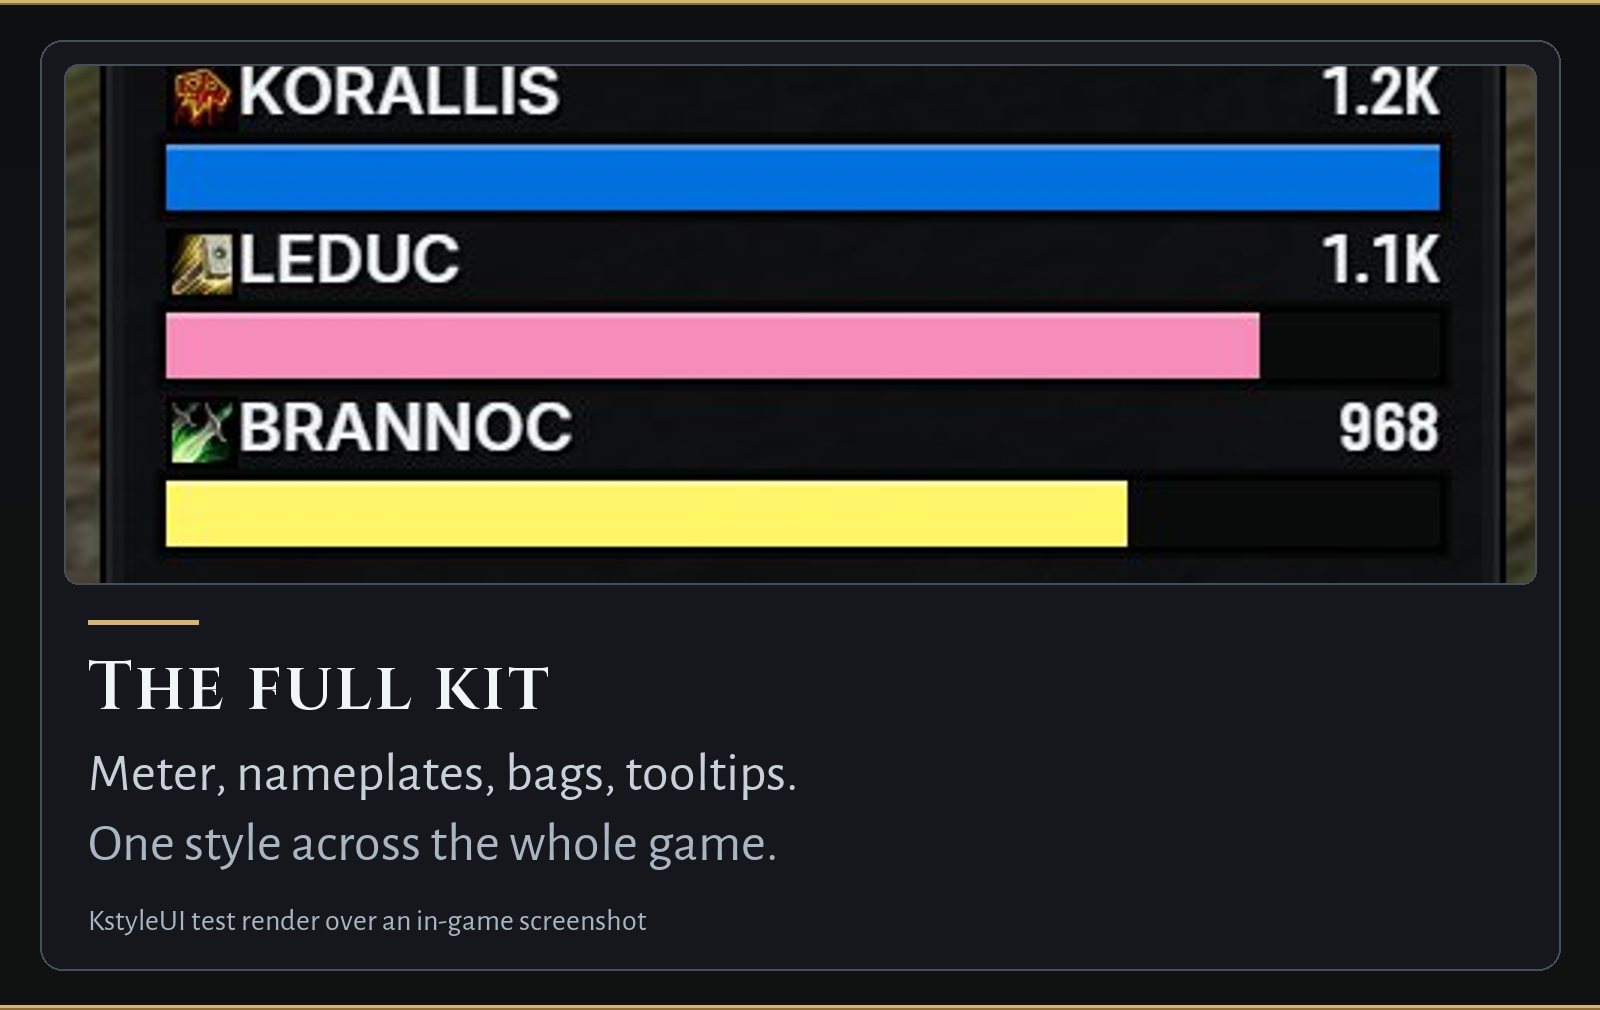 KORALLIS 1.2K
LEDUC 1.1K
BRANNOC 968
THE FULL KIT
Meter, nameplates, bags, tooltips.
One style across the whole game.
KstyleUI test render over an in-game screenshot